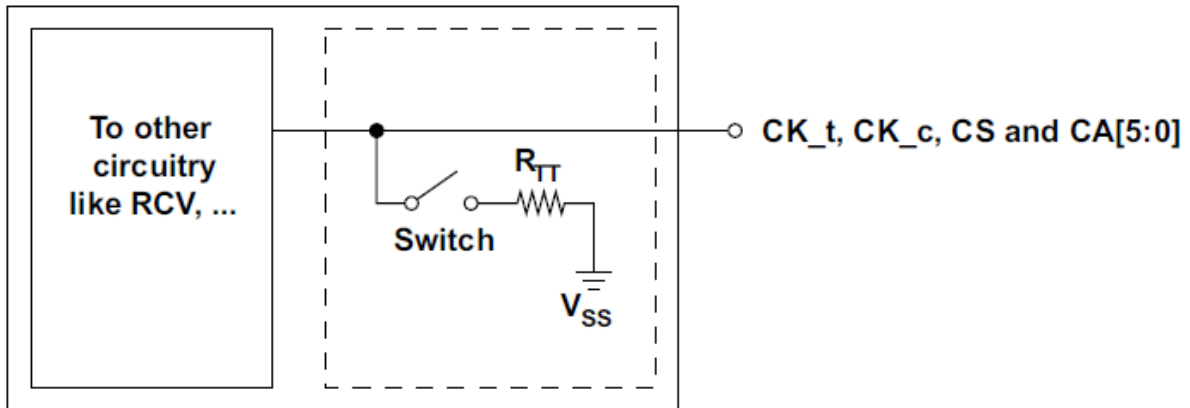 To other
circuitry
like RCV, ...
CK_t, CK_c, CS and CA[5:0]
RTT
Switch
VSS